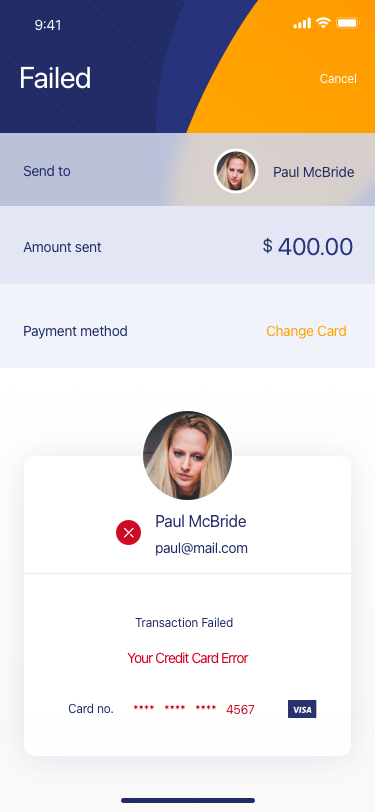 9:41
Failed
Cancel
Send to
Paul McBride
Amount sent
$ 400.00
Payment method
Change Card
Paul McBride
paul@mail.com
Transaction Failed
Your Credit Card Error
Card no. **** **** **** 4567 VISA